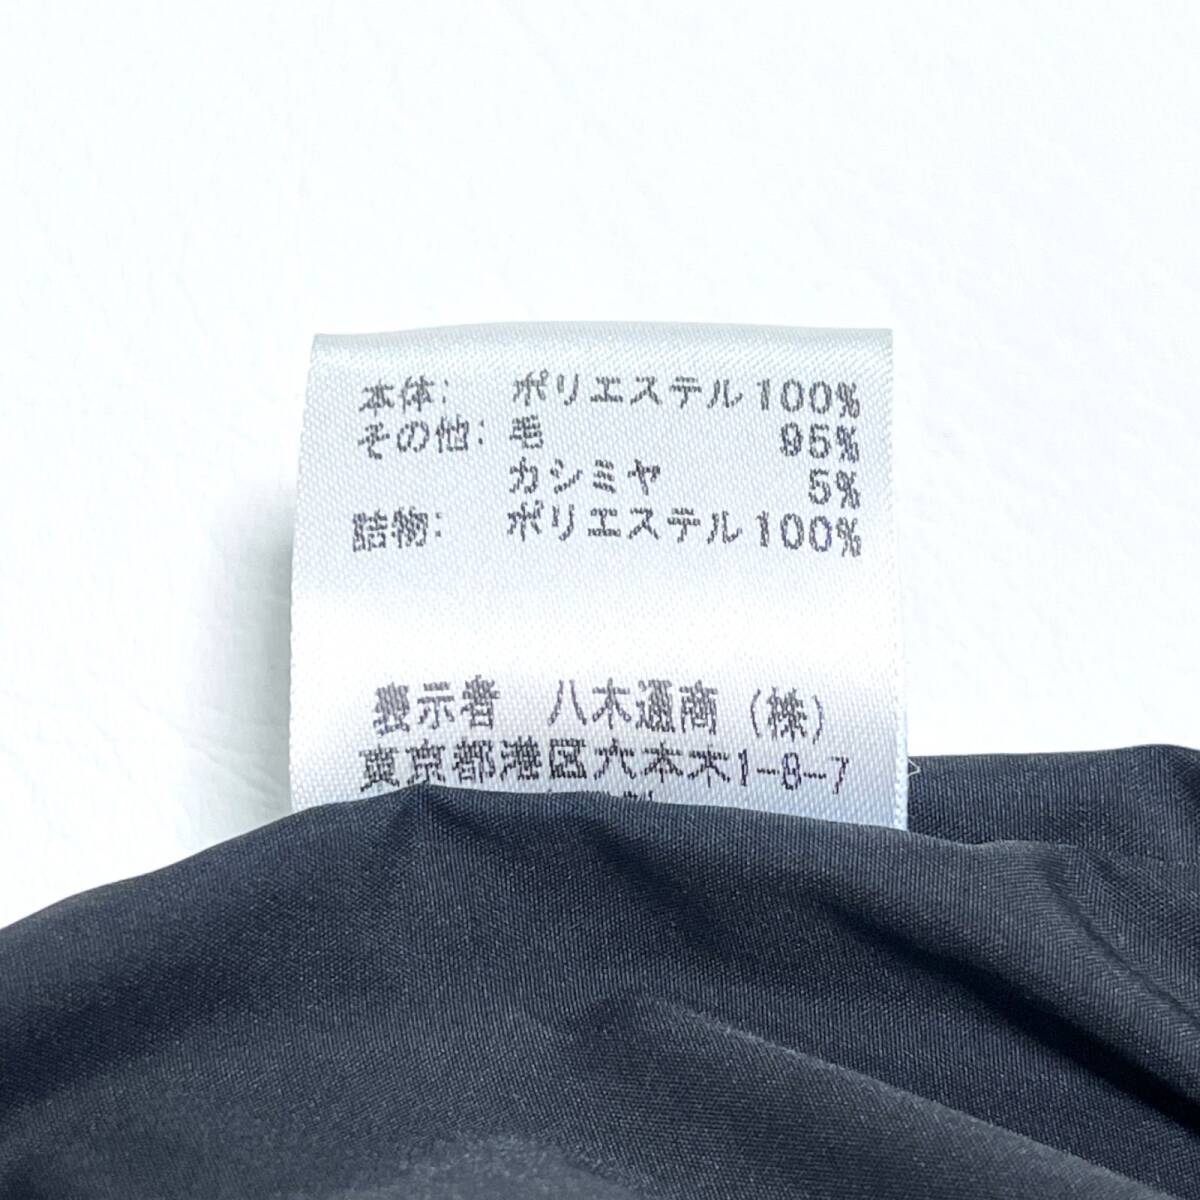 本体: ポリエステル100%
その他: 毛 95%
カシミヤ 5%
詰物: ポリエステル100%
表示者 八木通商(株)
東京都港区六本木1-8-7